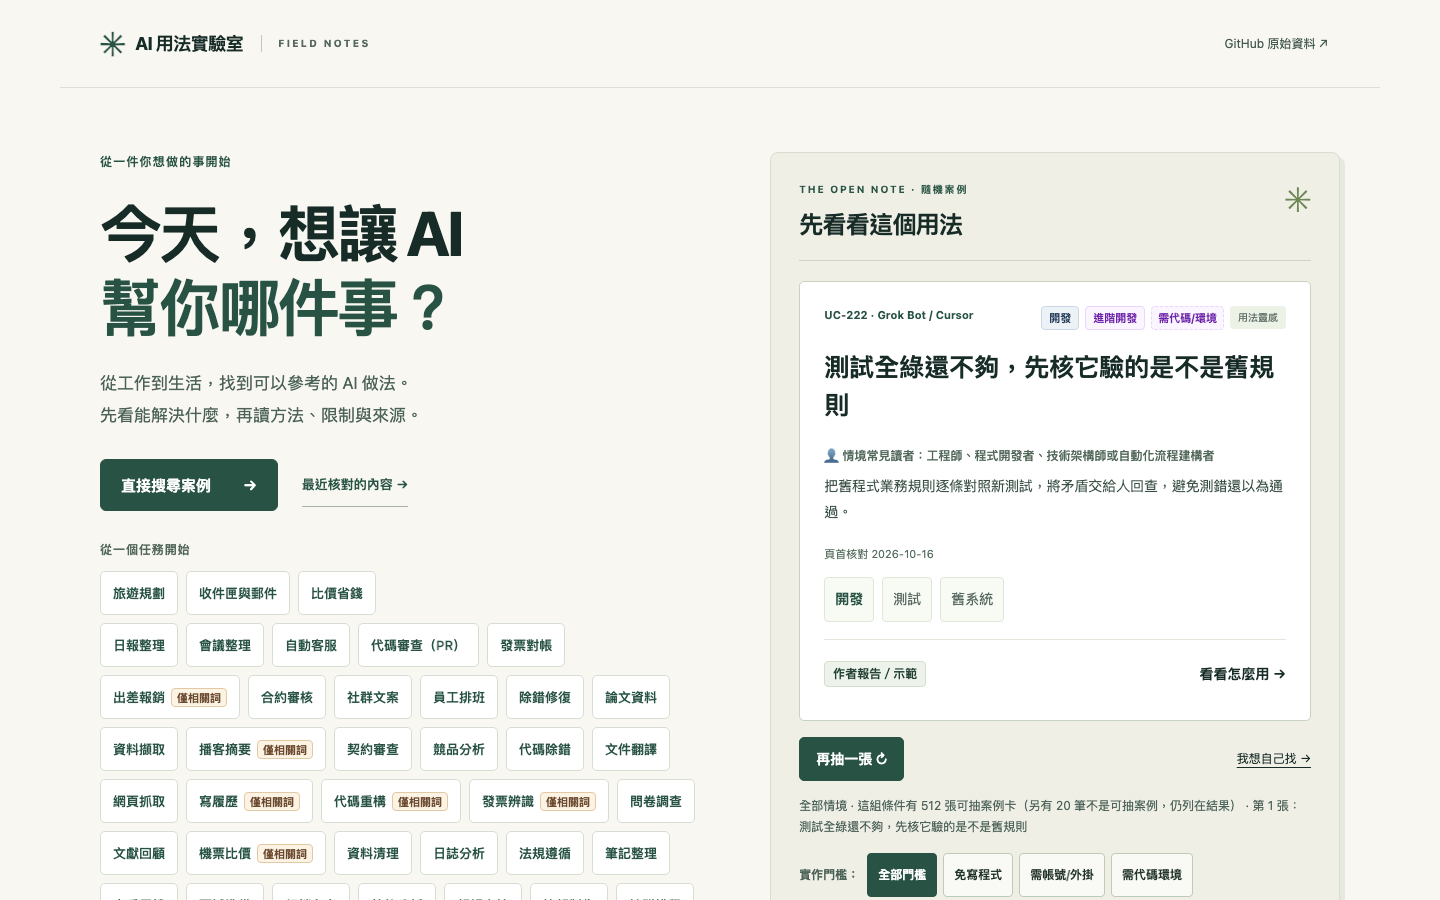 AI 用法實驗室
FIELD NOTES
GitHub 原始資料 ↗
從一件你想做的事開始
今天，想讓 AI
幫你哪件事？
從工作到生活，找到可以參考的 AI 做法。
先看能解決什麼，再讀方法、限制與來源。
直接搜尋案例 →
最近核對的內容 →
從一個任務開始
旅遊規劃 收件匣與郵件 比價省錢
日報整理 會議整理 自動客服 代碼審查（PR） 發票對帳
出差報銷 僅相關詞 合約審核 社群文案 員工排班 除錯修復 論文資料
資料擷取 播客摘要 僅相關詞 契約審查 競品分析 代碼除錯 文件翻譯
網頁抓取 寫履歷 僅相關詞 代碼重構 僅相關詞 發票辨識 僅相關詞 問卷調查
文獻回顧 機票比價 僅相關詞 資料清理 日誌分析 法規遵循 筆記整理
THE OPEN NOTE · 隨機案例
先看看這個用法
UC-222 · Grok Bot / Cursor
開發 進階開發 需代碼/環境 用法靈感
測試全綠還不夠，先核它驗的是不是舊規
則
情境常見讀者：工程師、程式開發者、技術架構師或自動化流程建構者
把舊程式業務規則逐條對照新測試，將矛盾交給人回查，避免測錯還以為通
過。
頁首核對 2026-10-16
開發 測試 舊系統
作者報告 / 示範
看看怎麼用 →
再抽一張 ↻
我想自己找 →
全部情境 · 這組條件有 512 張可抽案例卡（另有 20 筆不是可抽案例，仍列在結果） · 第 1 張：
測試全綠還不夠，先核它驗的是不是舊規則
實作門檻： 全部門檻 免寫程式 需帳號/外掛 需代碼環境